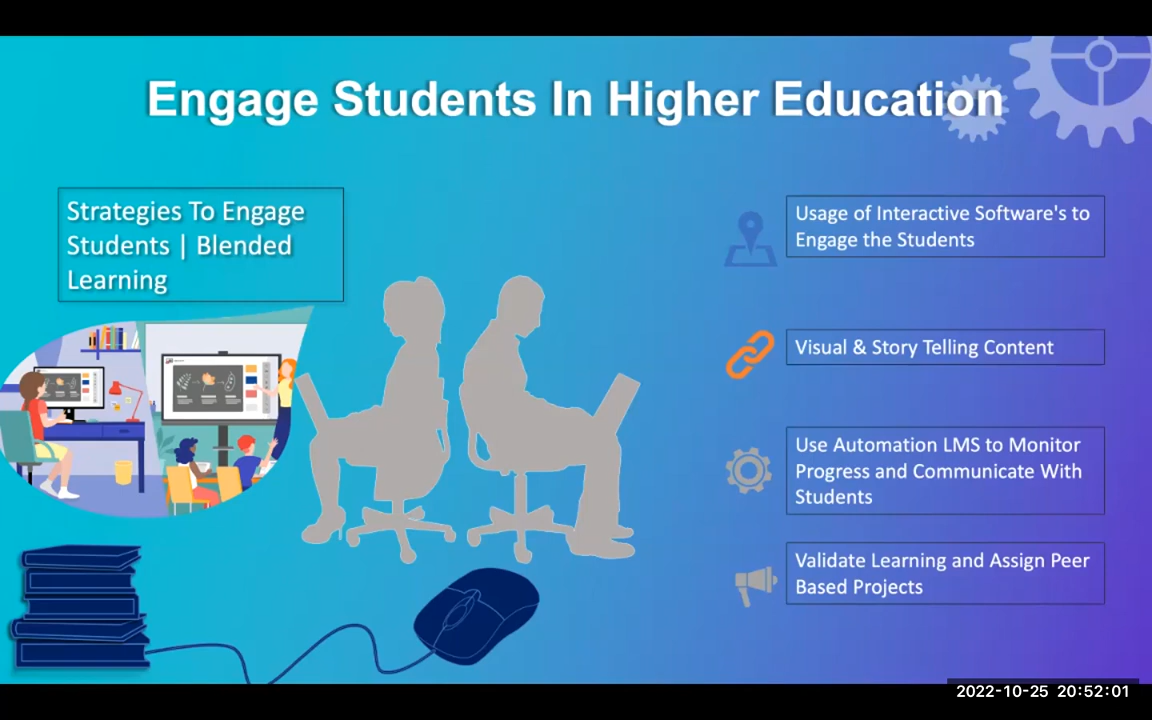 Engage Students In Higher Education
Strategies To Engage
Students | Blended
Learning
Usage of Interactive Software's to
Engage the Students
Visual & Story Telling Content
Use Automation LMS to Monitor
Progress and Communicate With
Students
Validate Learning and Assign Peer
Based Projects
2022-10-25 20:52:01